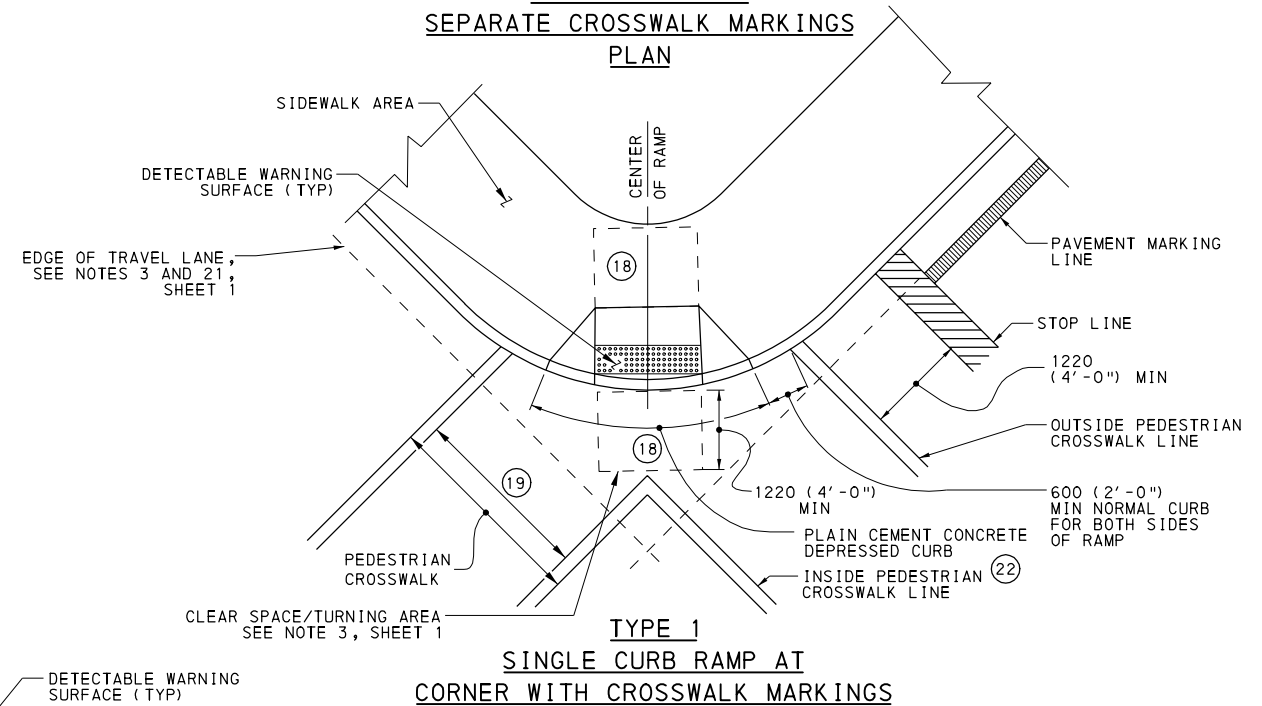 SEPARATE CROSSWALK MARKINGS
PLAN
SIDEWALK AREA
CENTER
OF RAMP
DETECTABLE WARNING
SURFACE (TYP)
EDGE OF TRAVEL LANE,
SEE NOTES 3 AND 21,
SHEET 1
18
PAVEMENT MARKING
LINE
STOP LINE
1220
(4'-0") MIN
OUTSIDE PEDESTRIAN
CROSSWALK LINE
18
19
1220 (4'-0")
MIN
600 (2'-0")
MIN NORMAL CURB
FOR BOTH SIDES
OF RAMP
PLAIN CEMENT CONCRETE
DEPRESSED CURB
PEDESTRIAN
CROSSWALK
INSIDE PEDESTRIAN
CROSSWALK LINE
22
CLEAR SPACE/TURNING AREA
SEE NOTE 3, SHEET 1
TYPE 1
SINGLE CURB RAMP AT
CORNER WITH CROSSWALK MARKINGS
DETECTABLE WARNING
SURFACE (TYP)